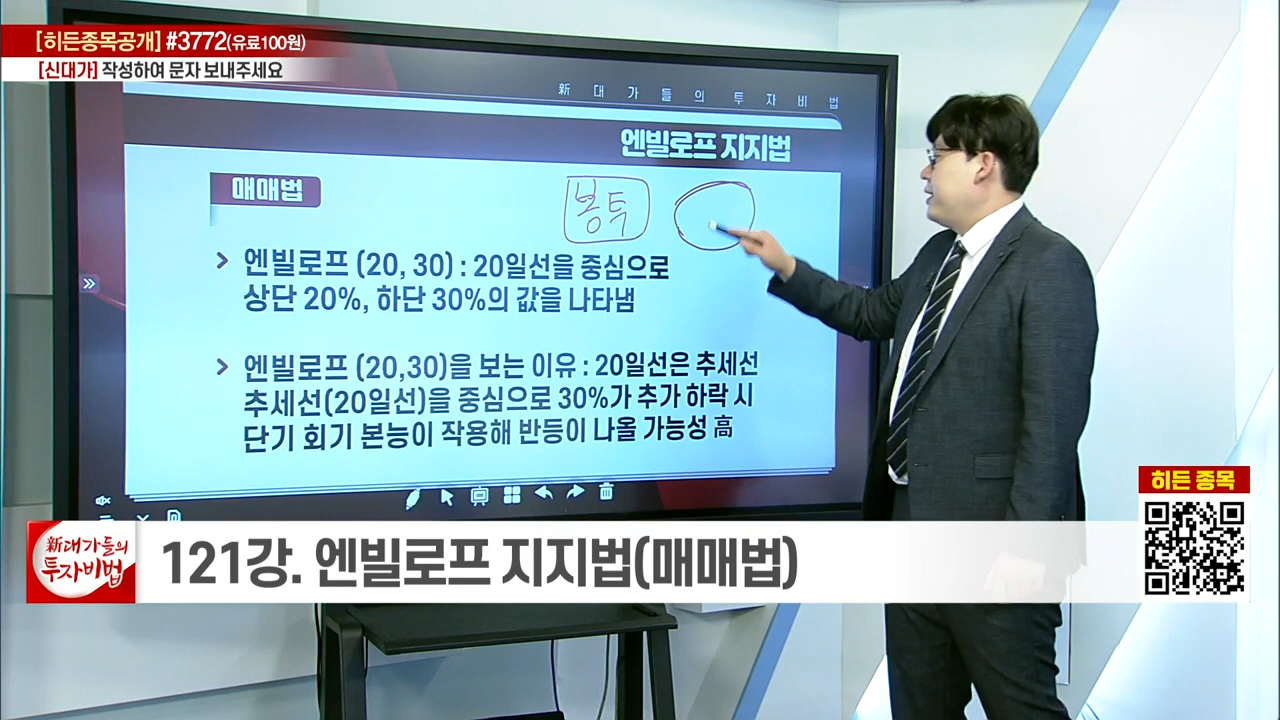 [히든종목공개] #3772(유료100원)
[신대가] 작성하여 문자 보내주세요
新 대 가 들 의 투 자 비 법
엔빌로프 지지법
매매법
봉투
> 엔빌로프 (20, 30) : 20일선을 중심으로
상단 20%, 하단 30%의 값을 나타냄
> 엔빌로프 (20,30)을 보는 이유 : 20일선은 추세선
추세선(20일선)을 중심으로 30%가 추가 하락 시
단기 회기 본능이 작용해 반등이 나올 가능성 高
히든 종목
新대가들의
투자비법
121강. 엔빌로프 지지법(매매법)